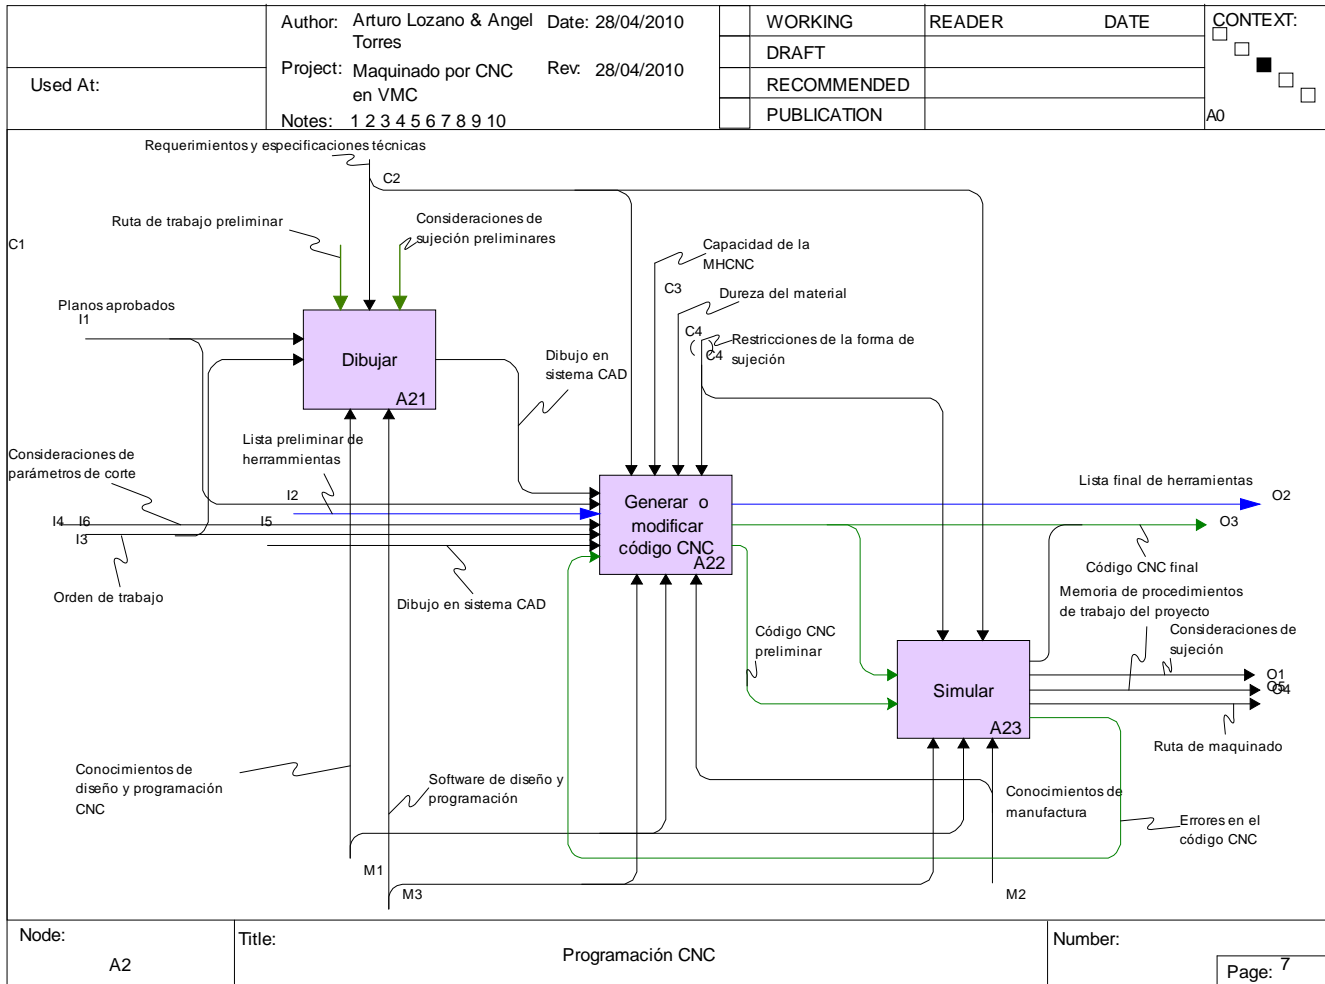 Used At:
Author: Arturo Lozano & Angel
Torres
Date: 28/04/2010
Project: Maquinado por CNC
en VMC
Rev: 28/04/2010
Notes: 1 2 3 4 5 6 7 8 9 10
WORKING
DRAFT
RECOMMENDED
PUBLICATION
READER DATE
CONTEXT:
A0
Requerimientos y especificaciones técnicas
C2
Ruta de trabajo preliminar
Consideraciones de
sujeción preliminares
C1
Capacidad de la
MHCNC
C3
Dureza del material
Planos aprobados
I1
C4
Restricciones de la forma de
sujeción
C4
Dibujar
A21
Dibujo en
sistema CAD
Lista preliminar de
herrammientas
Consideraciones de
parámetros de corte
I2
Generar o
modificar
código CNC
A22
Lista final de herramientas
O2
I4 I6
I3
I5
O3
Orden de trabajo
Dibujo en sistema CAD
Código CNC final
Memoria de procedimientos
de trabajo del proyecto
Consideraciones de
sujeción
Código CNC
preliminar
Simular
A23
O1
O5
O4
Ruta de maquinado
Conocimientos de
diseño y programación
CNC
Software de diseño y
programación
Conocimientos de
manufactura
Errores en el
código CNC
M1
M3
M2
Node:
A2
Title:
Programación CNC
Number:
Page: 7